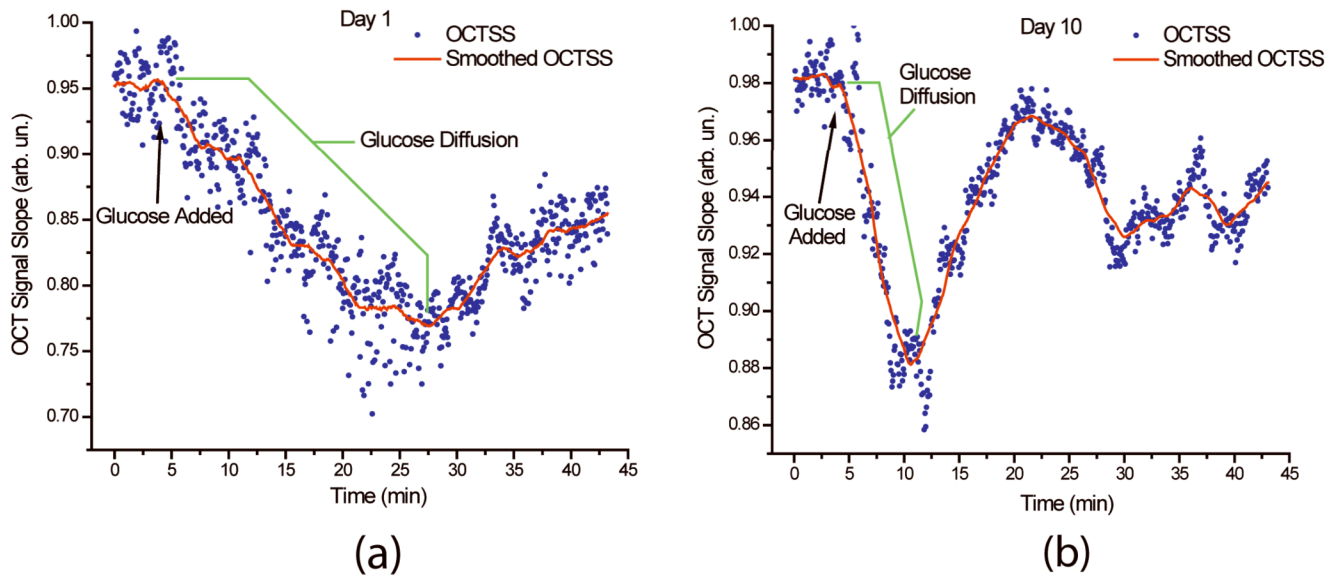 Day 1
OCTSS
Smoothed OCTSS
Glucose Diffusion
Glucose Added
OCT Signal Slope (arb. un.)
1.00
0.95
0.90
0.85
0.80
0.75
0.70
0 5 10 15 20 25 30 35 40 45
Time (min)
(a)
Day 10
OCTSS
Smoothed OCTSS
Glucose
Diffusion
Glucose
Added
OCT Signal Slope (arb. un.)
1.00
0.98
0.96
0.94
0.92
0.90
0.88
0.86
0 5 10 15 20 25 30 35 40 45
Time (min)
(b)